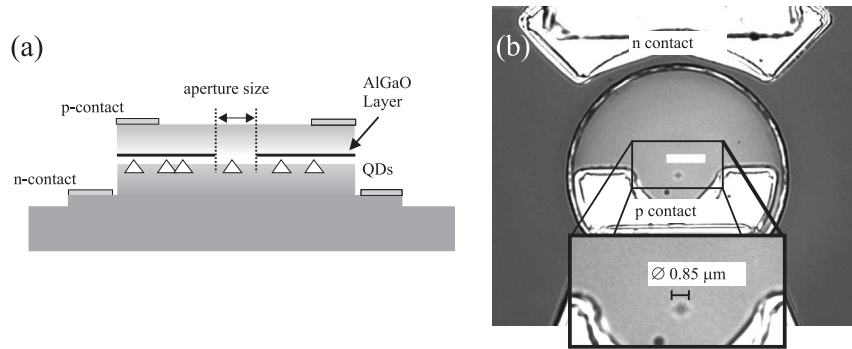 (a)
aperture size
AlGaO
Layer
p-contact
QDs
n-contact
(b)
n contact
p contact
∅ 0.85 μm